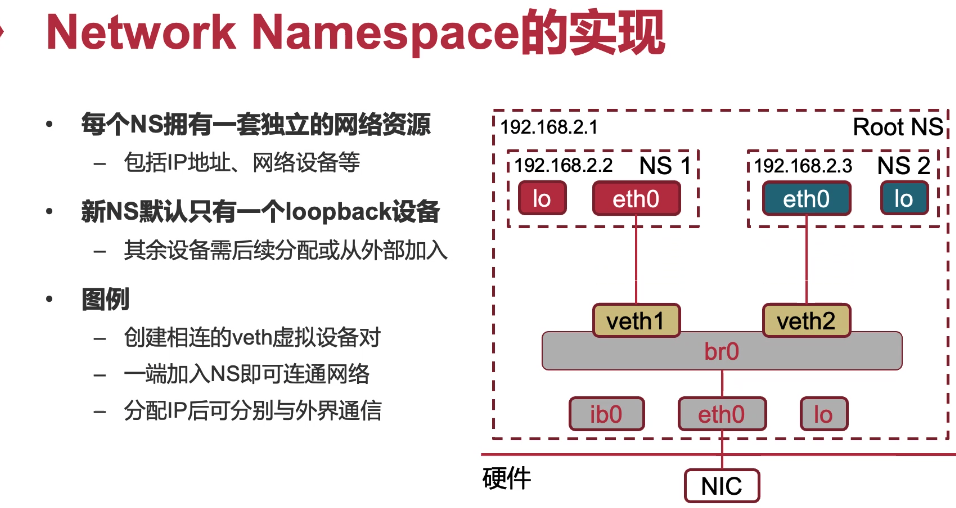 Network Namespace的实现
• 每个NS拥有一套独立的网络资源
– 包括IP地址、网络设备等
• 新NS默认只有一个loopback设备
– 其余设备需后续分配或从外部加入
• 图例
– 创建相连的veth虚拟设备对
– 一端加入NS即可连通网络
– 分配IP后可分别与外界通信
192.168.2.1 Root NS
192.168.2.2 NS 1
lo eth0
192.168.2.3 NS 2
eth0 lo
veth1 veth2
br0
ib0 eth0 lo
硬件
NIC